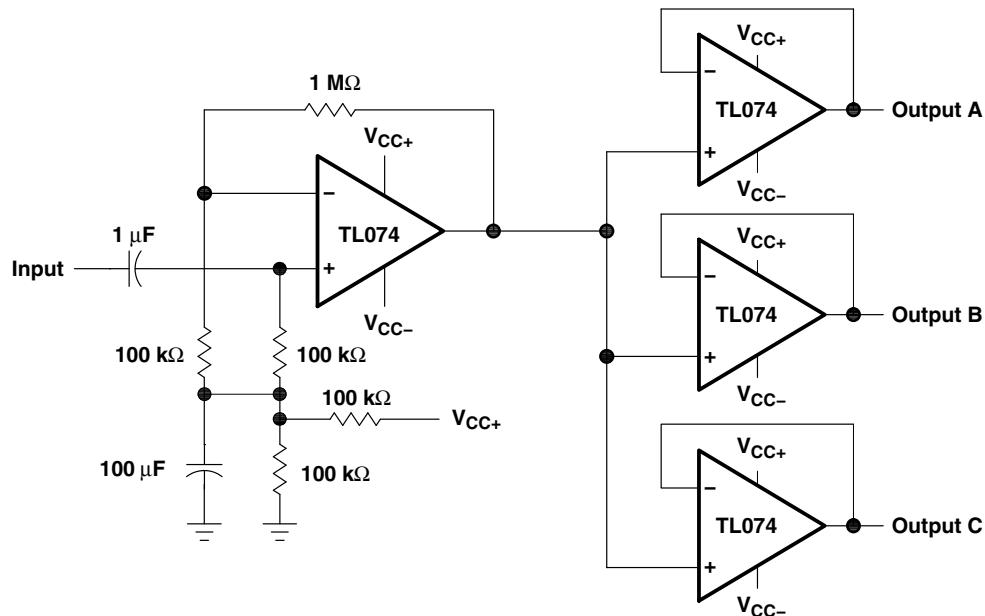 1 MΩ
VCC+
−
TL074
+
VCC−
1 μF
Input
100 kΩ
100 kΩ
100 kΩ
VCC+
100 μF
100 kΩ
VCC+
−
TL074
+
VCC−
Output A
VCC+
−
TL074
+
VCC−
Output B
VCC+
−
TL074
+
VCC−
Output C